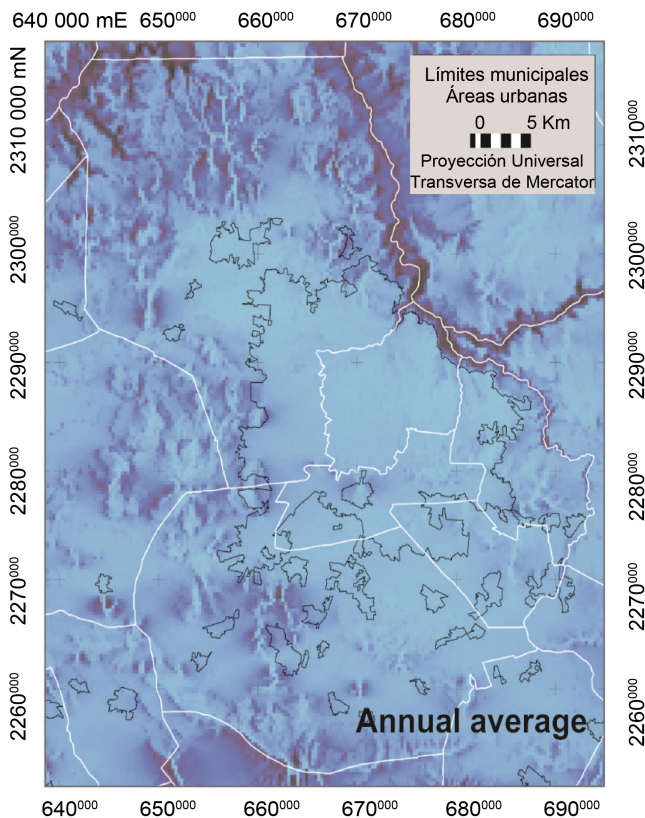 640 000 mE 650000 660000 670000 680000 690000
Límites municipales
Áreas urbanas
0 5 Km
Proyección Universal
Transversa de Mercator
2310 000 mN
2300000
2290000
2280000
2270000
2260000
2310000
2300000
2290000
2280000
2270000
2260000
Annual average
640000 650000 660000 670000 680000 690000